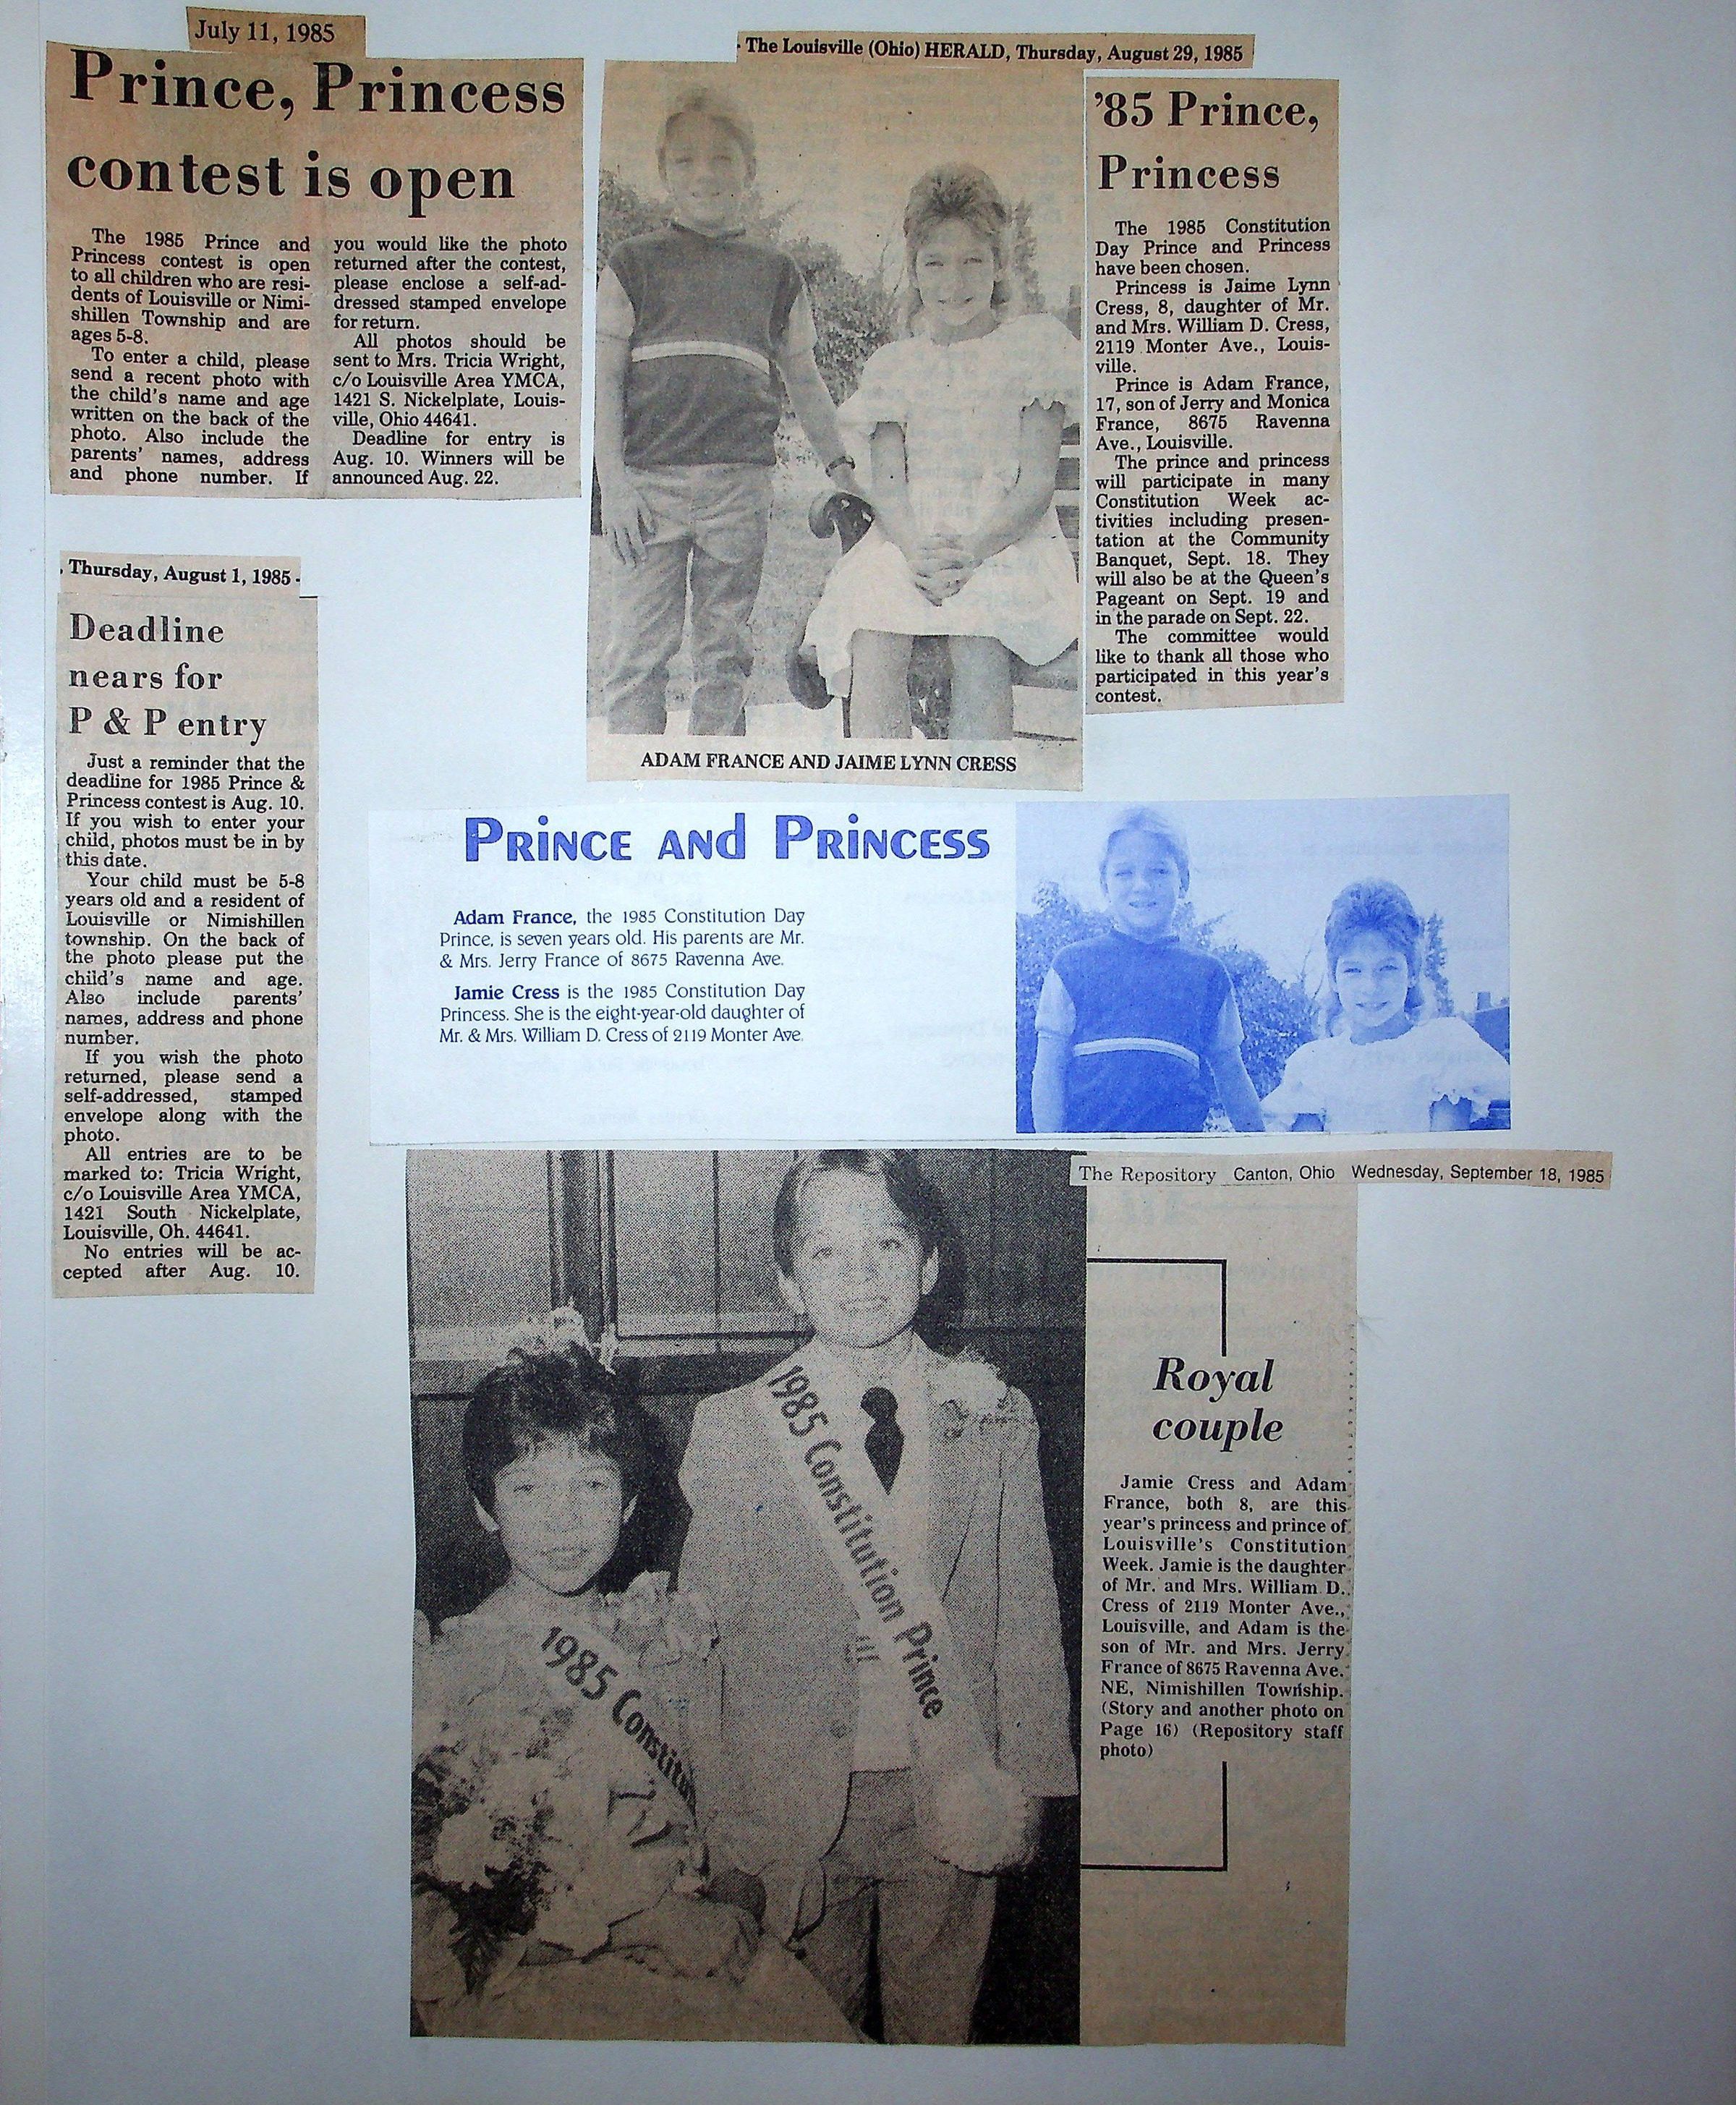 July 11, 1985
Prince, Princess
contest is open
The 1985 Prince and
Princess contest is open
to all children who are resi-
dents of Louisville or Nimi-
shillen Township and are
ages 5-8.
To enter a child, please
send a recent photo with
the child's name and age
written on the back of the
photo. Also include the
parents' names, address
and phone number. If
you would like the photo
returned after the contest,
please enclose a self-ad-
dressed stamped envelope
for return.
All photos should be
sent to Mrs. Tricia Wright,
c/o Louisville Area YMCA,
1421 S. Nickelplate, Louis-
ville, Ohio 44641.
Deadline for entry is
Aug. 10. Winners will be
announced Aug. 22.
Thursday, August 1, 1985 -
Deadline
nears for
P & P entry
Just a reminder that the
deadline for 1985 Prince &
Princess contest is Aug. 10.
If you wish to enter your
child, photos must be in by
this date.
Your child must be 5-8
years old and a resident of
Louisville or Nimishillen
township. On the back of
the photo please put the
child's name and age.
Also include parents'
names, address and phone
number.
If you wish the photo
returned, please send a
self-addressed, stamped
envelope along with the
photo.
All entries are to be
marked to: Tricia Wright,
c/o Louisville Area YMCA,
1421 South Nickelplate,
Louisville, Oh. 44641.
No entries will be ac-
cepted after Aug. 10.
- The Louisville (Ohio) HERALD, Thursday, August 29, 1985
ADAM FRANCE AND JAIME LYNN CRESS
'85 Prince,
Princess
The 1985 Constitution
Day Prince and Princess
have been chosen.
Princess is Jaime Lynn
Cress, 8, daughter of Mr.
and Mrs. William D. Cress,
2119 Monter Ave., Louis-
ville.
Prince is Adam France,
17, son of Jerry and Monica
France, 8675 Ravenna
Ave., Louisville.
The prince and princess
will participate in many
Constitution Week ac-
tivities including presen-
tation at the Community
Banquet, Sept. 18. They
will also be at the Queen's
Pageant on Sept. 19 and
in the parade on Sept. 22.
The committee would
like to thank all those who
participated in this year's
contest.
PRINCE AND PRINCESS
Adam France, the 1985 Constitution Day
Prince, is seven years old. His parents are Mr.
& Mrs. Jerry France of 8675 Ravenna Ave.
Jamie Cress is the 1985 Constitution Day
Princess. She is the eight-year-old daughter of
Mr. & Mrs. William D. Cress of 2119 Monter Ave.
The Repository Canton, Ohio Wednesday, September 18, 1985
1985 Constitution Prince
1985 Constitu
Royal
couple
Jamie Cress and Adam
France, both 8, are this
year's princess and prince of
Louisville's Constitution
Week. Jamie is the daughter
of Mr. and Mrs. William D.
Cress of 2119 Monter Ave.,
Louisville, and Adam is the
son of Mr. and Mrs. Jerry
France of 8675 Ravenna Ave.
NE, Nimishillen Township.
(Story and another photo on
Page 16) (Repository staff
photo)